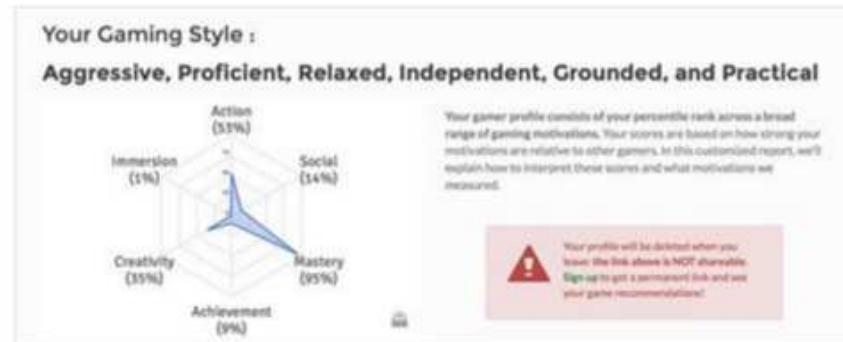 Your Gaming Style :
Aggressive, Proficient, Relaxed, Independent, Grounded, and Practical
Action
(53%)
Immersion
(1%)
Social
(14%)
Creativity
(35%)
Mastery
(95%)
Achievement
(9%)
Your gamer profile consists of your percentile rank across a broad
range of gaming motivations. Your scores are based on how strong your
motivations are relative to other gamers. In this customized report, we'll
explain how to interpret these scores and what motivations we
measured.
Your profile will be deleted when you
leave: the link above is NOT shareable.
Sign up to get a permanent link and see
your game recommendations!